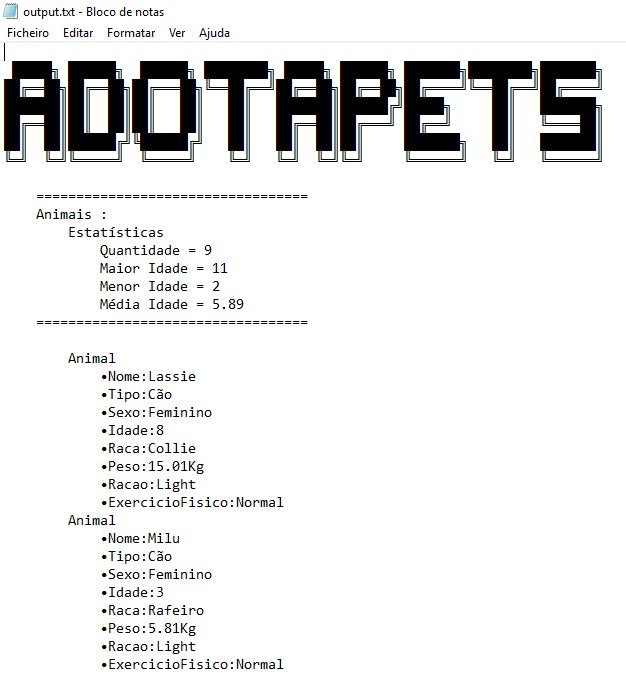 output.txt - Bloco de notas
Ficheiro Editar Formatar Ver Ajuda
ADOTAPETS
==================================
Animais :
Estatísticas
Quantidade = 9
Maior Idade = 11
Menor Idade = 2
Média Idade = 5.89
==================================
Animal
•Nome:Lassie
•Tipo:Cão
•Sexo:Feminino
•Idade:8
•Raca:Collie
•Peso:15.01Kg
•Racao:Light
•ExercicioFisico:Normal
Animal
•Nome:Milu
•Tipo:Cão
•Sexo:Feminino
•Idade:3
•Raca:Rafeiro
•Peso:5.81Kg
•Racao:Light
•ExercicioFisico:Normal